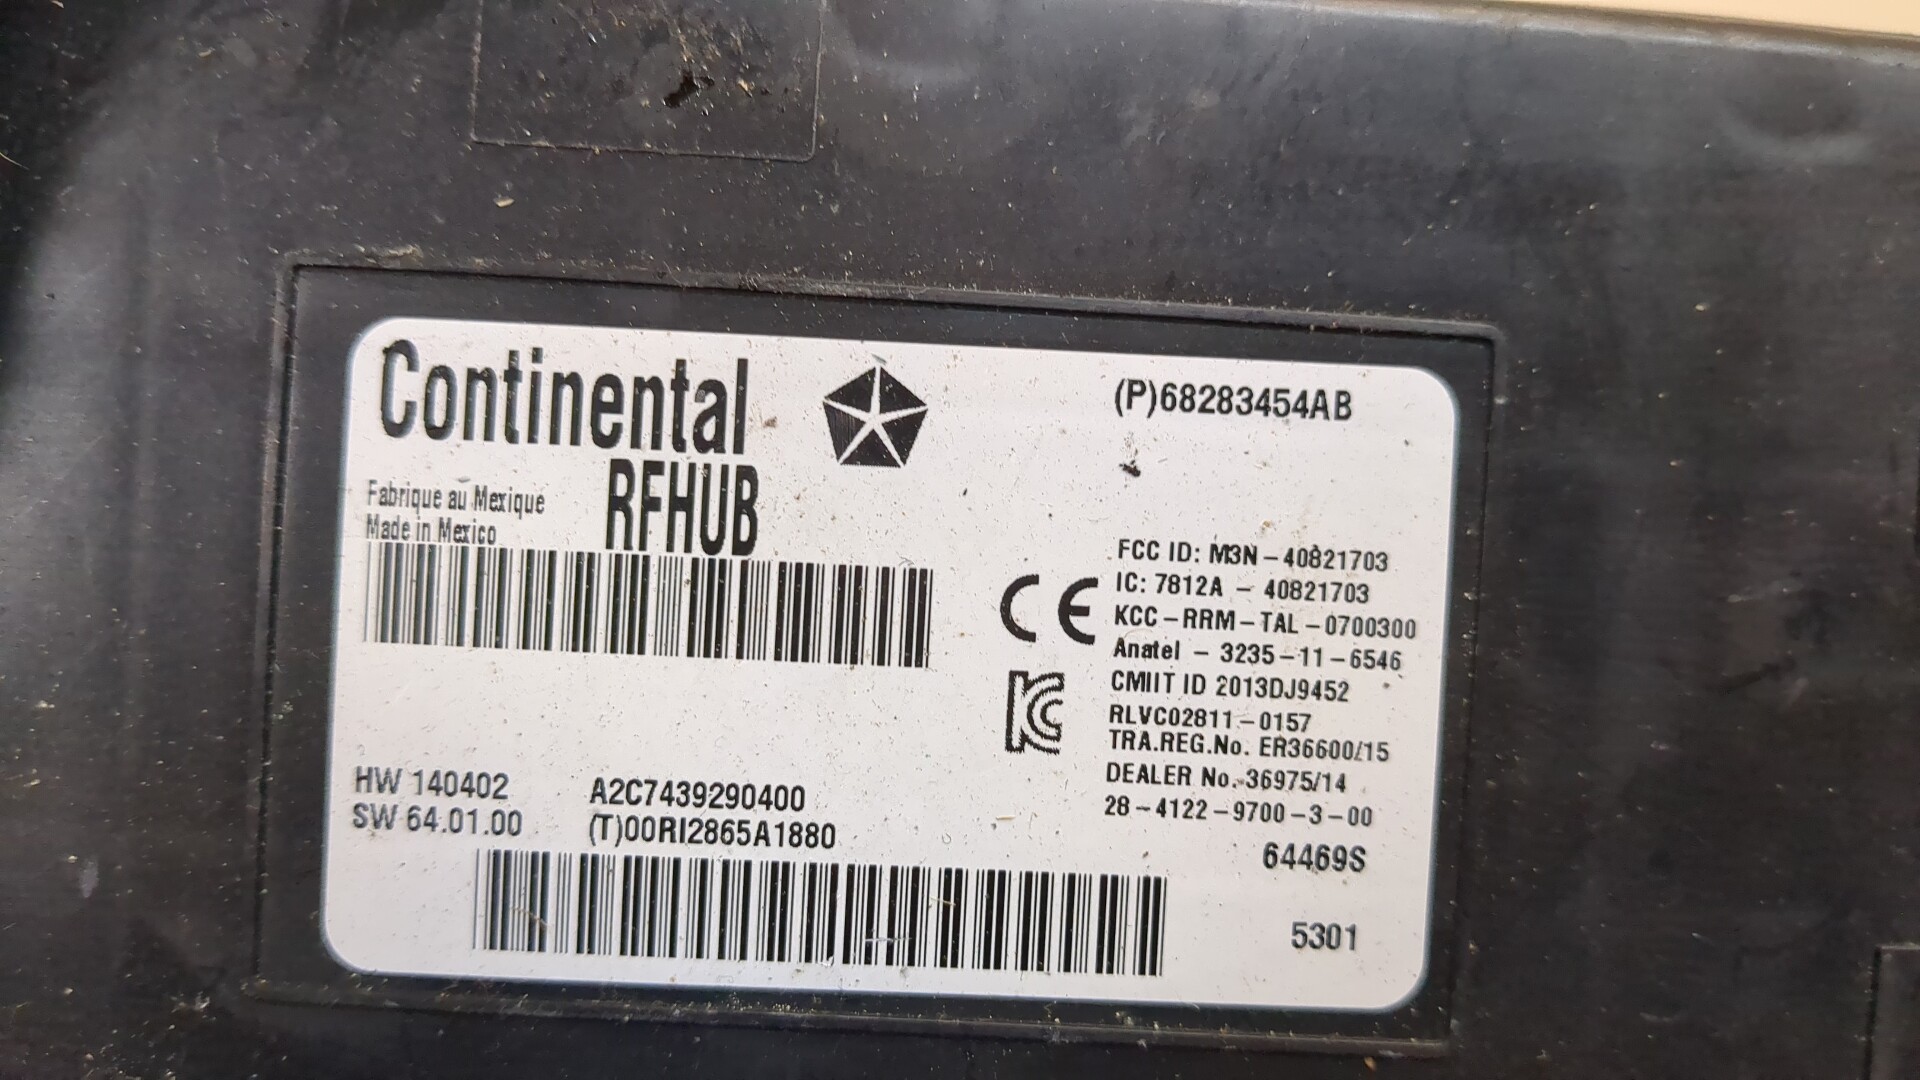 Continental
RFHUB
Fabrique au Mexique
Made in Mexico
(P)68283454AB
FCC ID: M3N-40821703
IC: 7812A - 40821703
KCC-RRM-TAL-0700300
Anatel - 3235-11-6546
CMIIT ID 2013DJ9452
RLVC02811-0157
TRA.REG.No. ER36600/15
DEALER No.-36975/14
28-4122-9700-3-00
CE
KC
HW 140402
SW 64.01.00
A2C7439290400
(T)00RI2865A1880
64469S
5301